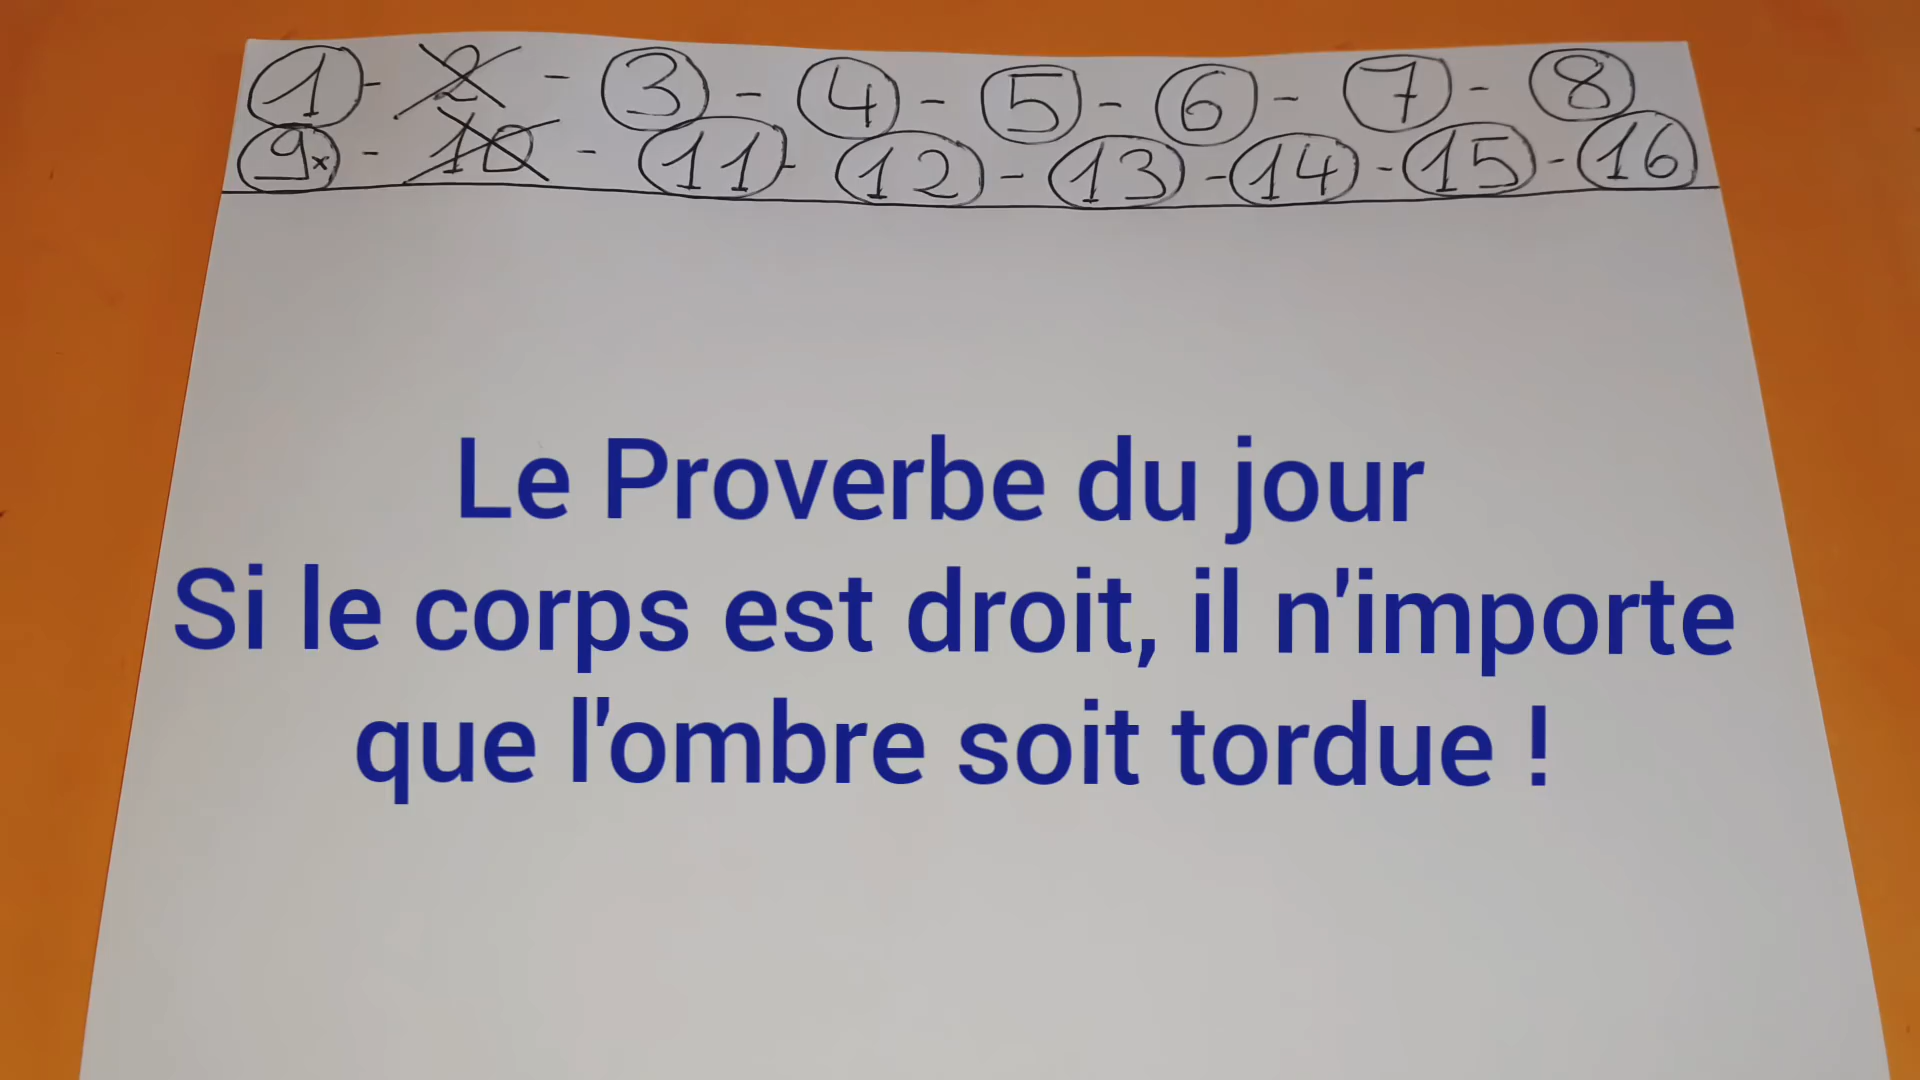 1 - 2 - 3 - 4 - 5 - 6 - 7 - 8
9x - 10 - 11 - 12 - 13 - 14 - 15 - 16
Le Proverbe du jour
Si le corps est droit, il n'importe
que l'ombre soit tordue !